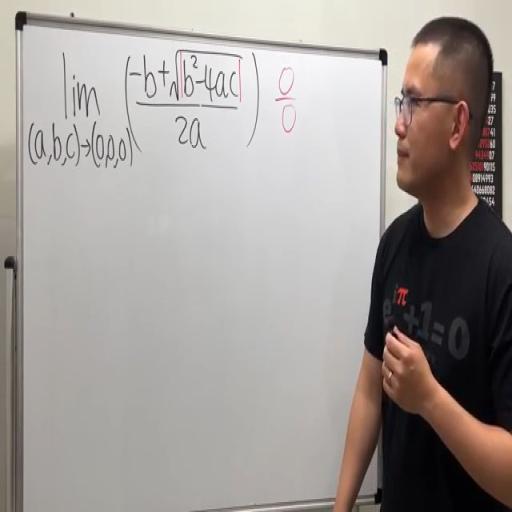 lim (a,b,c)→(0,0,0) ( (-b+√|b²-4ac|) / 2a ) 0/0
e^iπ+1=0